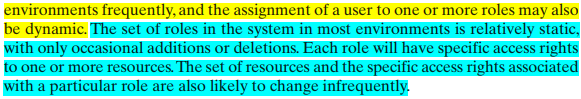 environments frequently, and the assignment of a user to one or more roles may also
be dynamic. The set of roles in the system in most environments is relatively static,
with only occasional additions or deletions. Each role will have specific access rights
to one or more resources. The set of resources and the specific access rights associated
with a particular role are also likely to change infrequently.